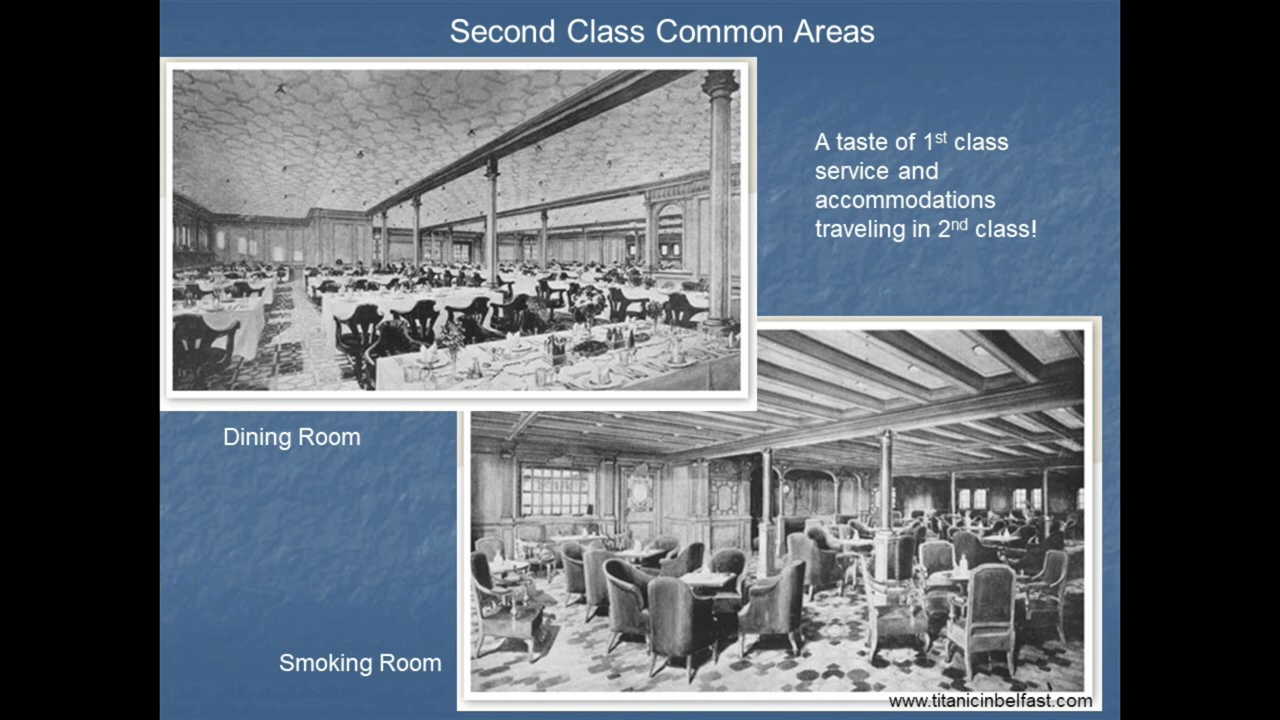 Second Class Common Areas
A taste of 1st class
service and
accommodations
traveling in 2nd class!
Dining Room
Smoking Room
www.titanicinbelfast.com